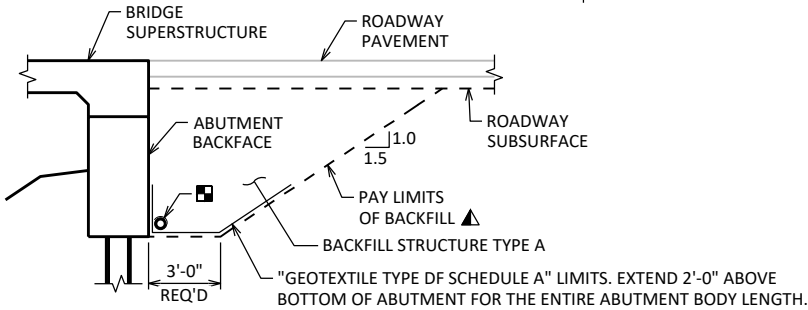 BRIDGE
SUPERSTRUCTURE
ROADWAY
PAVEMENT
ABUTMENT
BACKFACE
ROADWAY
SUBSURFACE
1.0
1.5
PAY LIMITS
OF BACKFILL
BACKFILL STRUCTURE TYPE A
3'-0"
REQ'D
"GEOTEXTILE TYPE DF SCHEDULE A" LIMITS. EXTEND 2'-0" ABOVE
BOTTOM OF ABUTMENT FOR THE ENTIRE ABUTMENT BODY LENGTH.